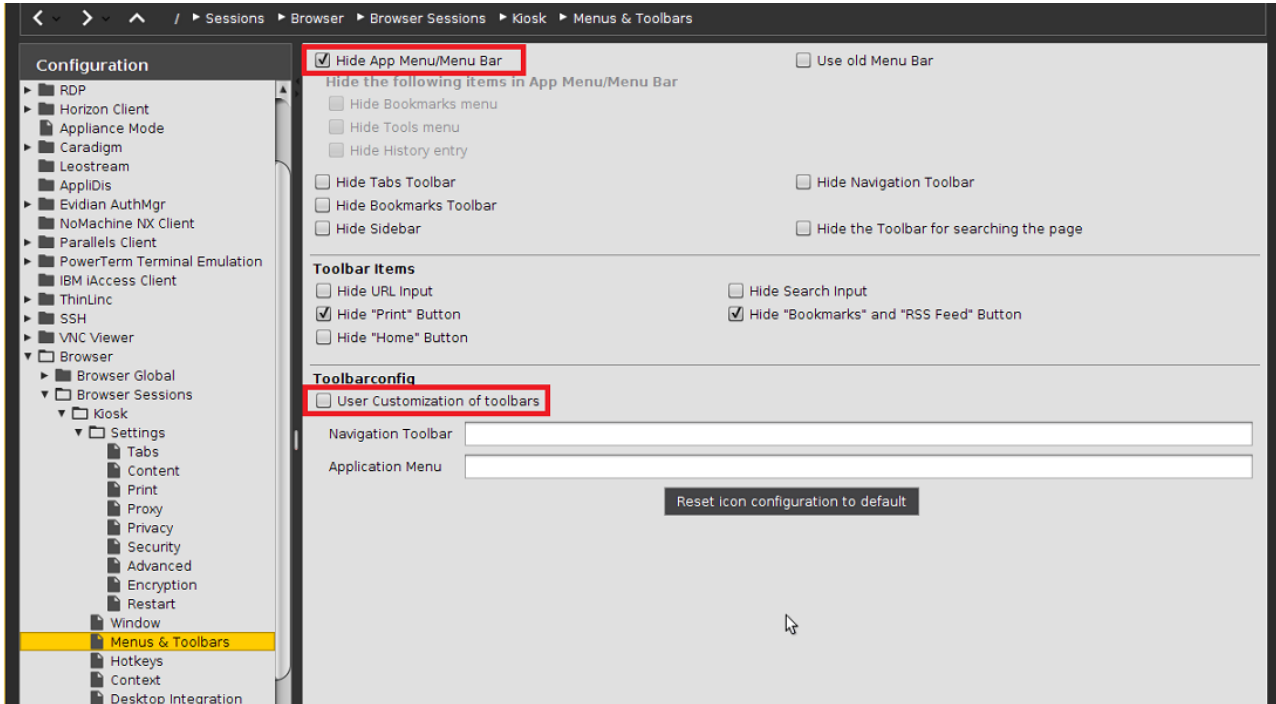 / Sessions Browser Browser Sessions Kiosk Menus & Toolbars
Configuration
RDP
Horizon Client
Appliance Mode
Caradigm
Leostream
AppliDis
Evidian AuthMgr
NoMachine NX Client
Parallels Client
PowerTerm Terminal Emulation
IBM iAccess Client
ThinLinc
SSH
VNC Viewer
Browser
Browser Global
Browser Sessions
Kiosk
Settings
Tabs
Content
Print
Proxy
Privacy
Security
Advanced
Encryption
Restart
Window
Menus & Toolbars
Hotkeys
Context
Desktop Integration
Hide App Menu/Menu Bar
Use old Menu Bar
Hide the following items in App Menu/Menu Bar
Hide Bookmarks menu
Hide Tools menu
Hide History entry
Hide Tabs Toolbar
Hide Navigation Toolbar
Hide Bookmarks Toolbar
Hide Sidebar
Hide the Toolbar for searching the page
Toolbar Items
Hide URL Input
Hide Search Input
Hide "Print" Button
Hide "Bookmarks" and "RSS Feed" Button
Hide "Home" Button
Toolbarconfig
User Customization of toolbars
Navigation Toolbar
Application Menu
Reset icon configuration to default